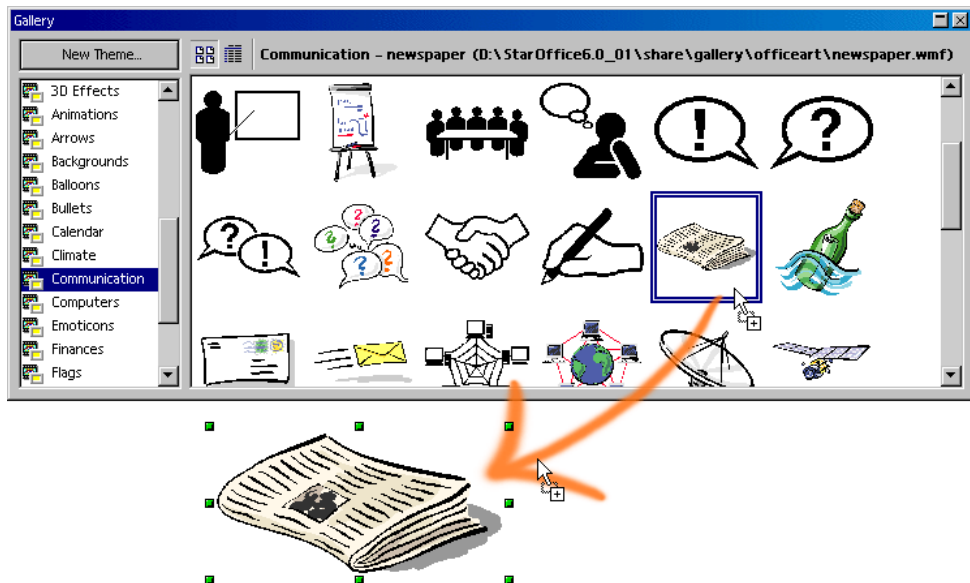 Gallery
New Theme...
Communication - newspaper (D:\StarOffice6.0_01\share\gallery\officeart\newspaper.wmf)
3D Effects
Animations
Arrows
Backgrounds
Balloons
Bullets
Calendar
Climate
Communication
Computers
Emoticons
Finances
Flags
! ?
? !
? ? ? ? ? ?